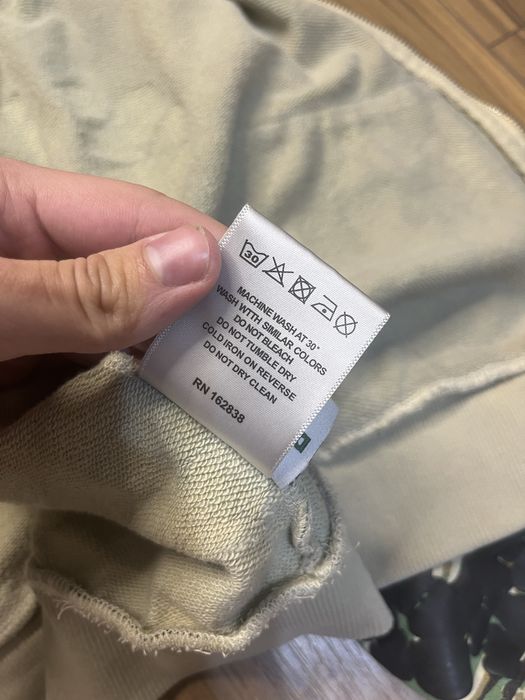 30
MACHINE WASH AT 30°
WASH WTTH SIMILAR COLORS
DO NOT BLEACH
DO NOT TUMBLE DRY
COLD IRON ON REVERSE
DO NOT DRY CLEAN
RN 162838